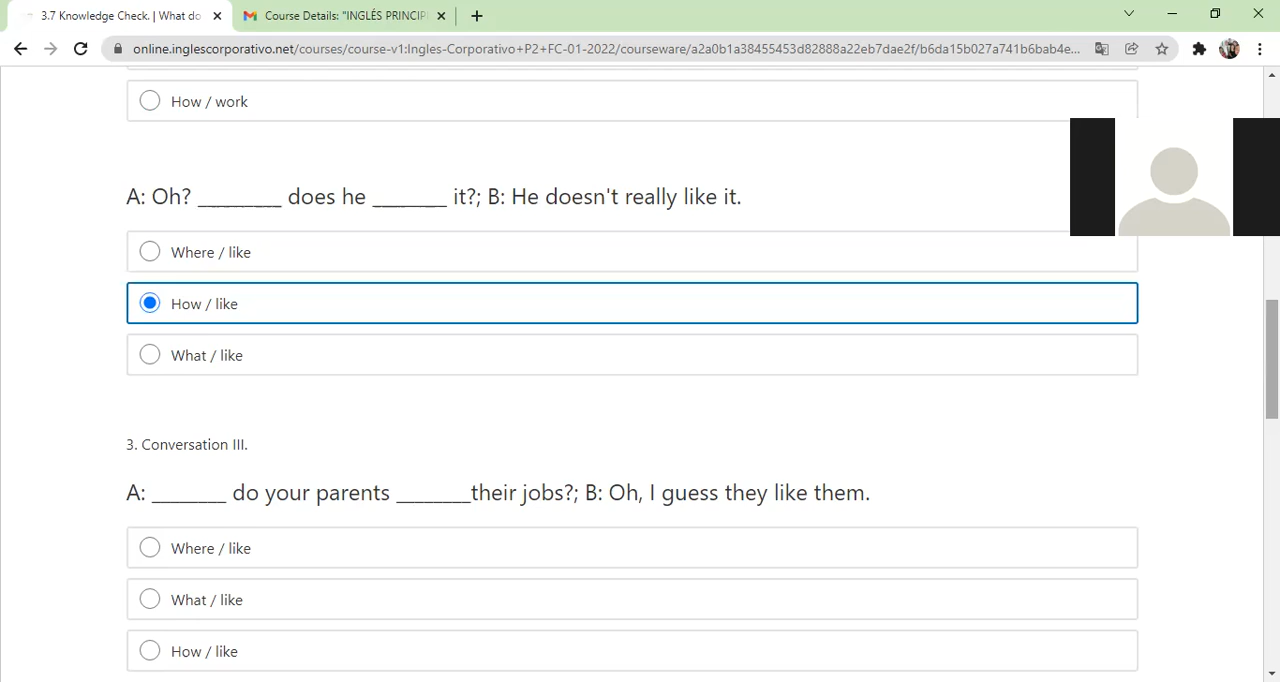 3.7 Knowledge Check. | What do
Course Details: "INGLÉS PRINCIP
online.inglescorporativo.net/courses/course-v1:Ingles-Corporativo+P2+FC-01-2022/courseware/a2a0b1a38455453d82888a22eb7dae2f/b6da15b027a741b6bab4e...
How / work
A: Oh? ________ does he _______ it?; B: He doesn't really like it.
Where / like
How / like
What / like
3. Conversation III.
A: _______ do your parents _______their jobs?; B: Oh, I guess they like them.
Where / like
What / like
How / like